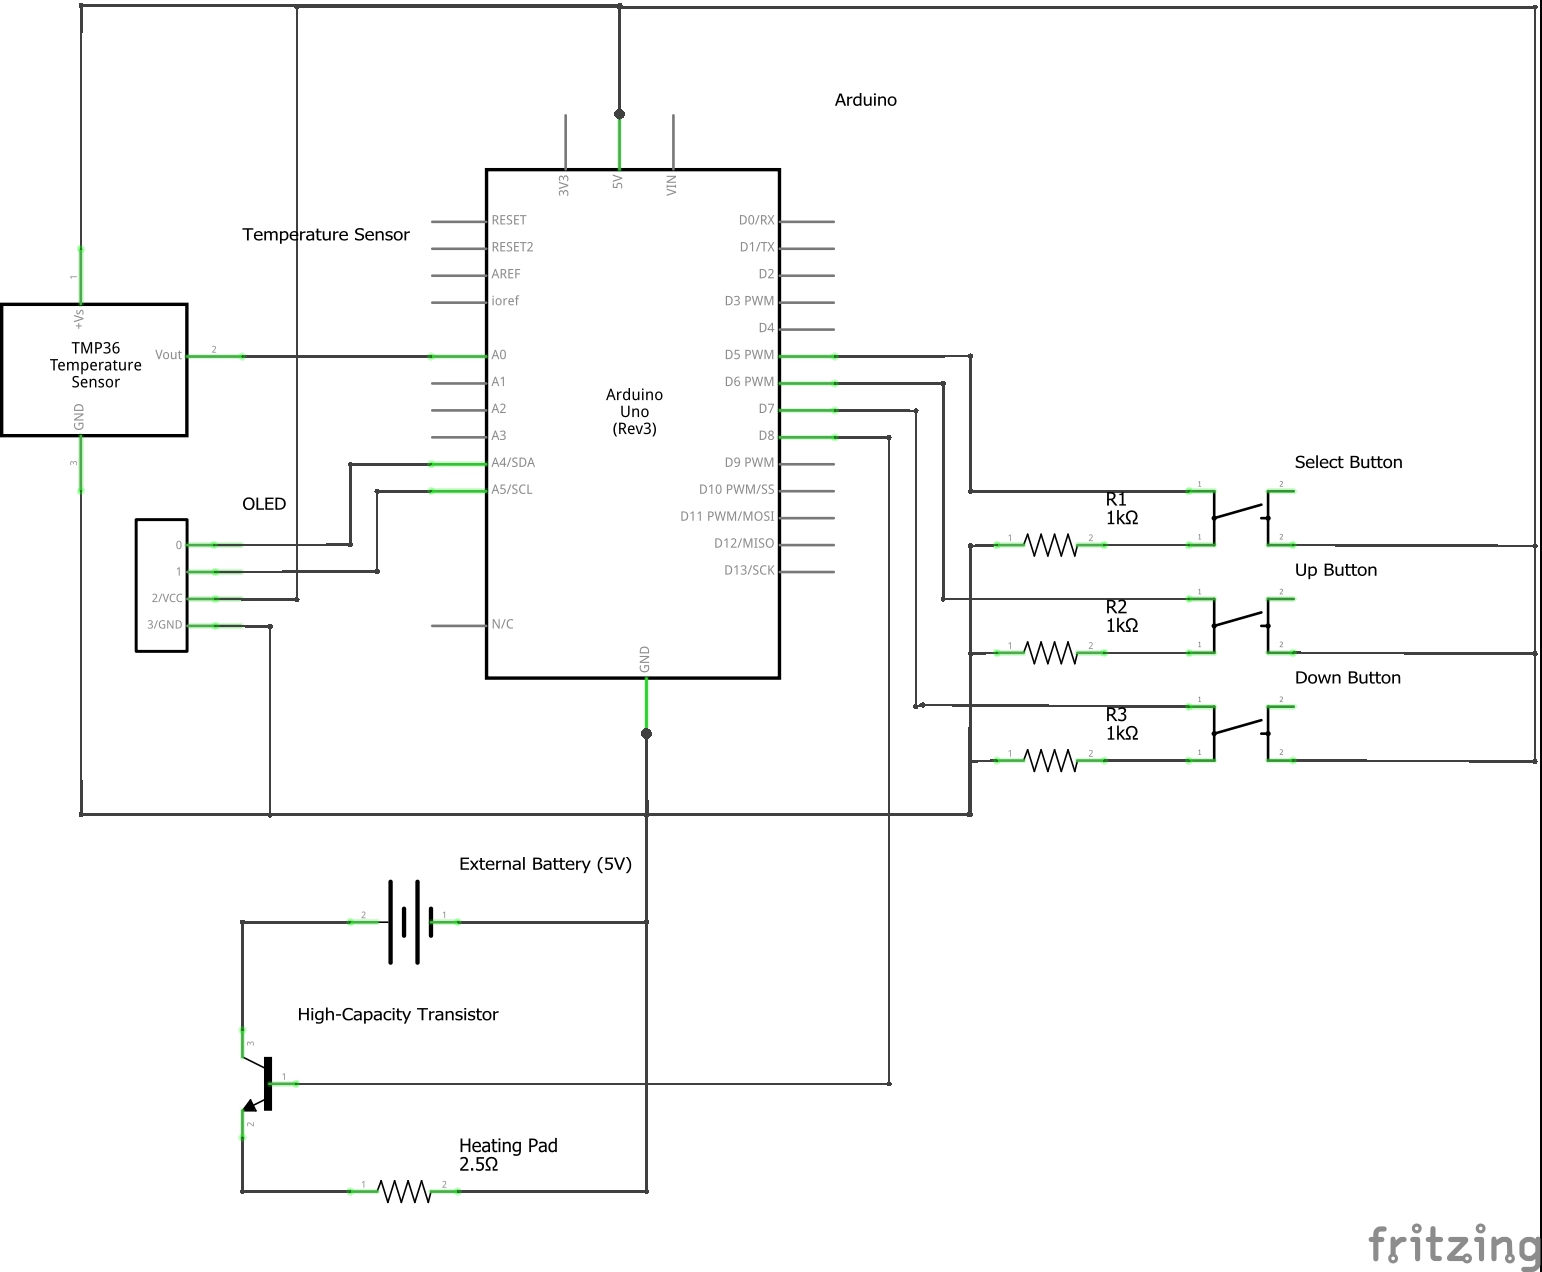 Arduino
3V3
5V
VIN
Temperature Sensor
RESET
RESET2
AREF
ioref
A0
A1
A2
A3
A4/SDA
A5/SCL
N/C
D0/RX
D1/TX
D2
D3 PWM
D4
D5 PWM
D6 PWM
D7
D8
D9 PWM
D10 PWM/SS
D11 PWM/MOSI
D12/MISO
D13/SCK
GND
Arduino
Uno
(Rev3)
1
+Vs
TMP36
Temperature
Sensor
Vout
2
GND
3
OLED
0
1
2/VCC
3/GND
Select Button
R1
1kΩ
1
2
1
2
1
2
Up Button
R2
1kΩ
1
2
1
2
1
2
Down Button
R3
1kΩ
1
2
1
2
1
2
External Battery (5V)
2
1
High-Capacity Transistor
3
1
2
Heating Pad
2.5Ω
1
2
fritzing